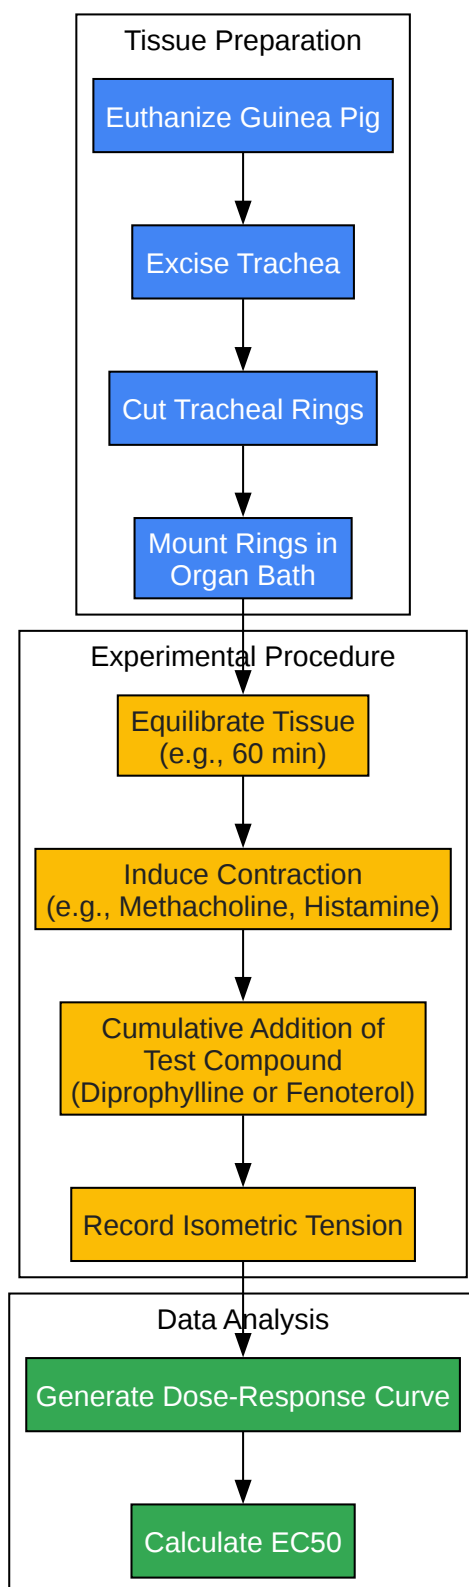 Tissue Preparation
Euthanize Guinea Pig
Excise Trachea
Cut Tracheal Rings
Mount Rings in
Organ Bath
Experimental Procedure
Equilibrate Tissue
(e.g., 60 min)
Induce Contraction
(e.g., Methacholine, Histamine)
Cumulative Addition of
Test Compound
(Diprophylline or Fenoterol)
Record Isometric Tension
Data Analysis
Generate Dose-Response Curve
Calculate EC50